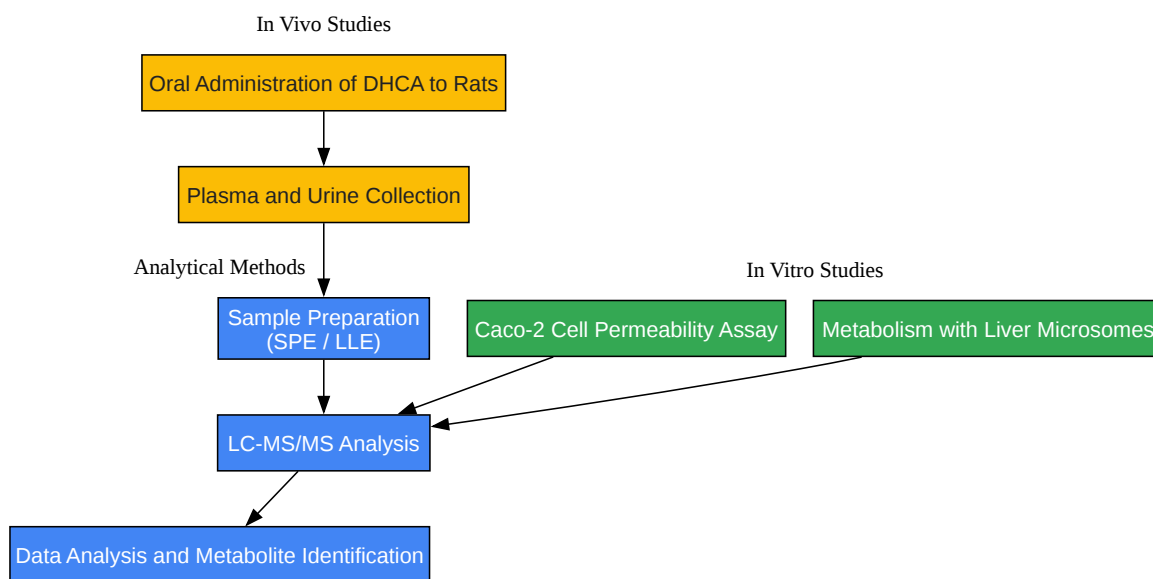 In Vivo Studies
Oral Administration of DHCA to Rats
Plasma and Urine Collection
Analytical Methods
In Vitro Studies
Sample Preparation
(SPE / LLE)
Caco-2 Cell Permeability Assay
Metabolism with Liver Microsomes
LC-MS/MS Analysis
Data Analysis and Metabolite Identification